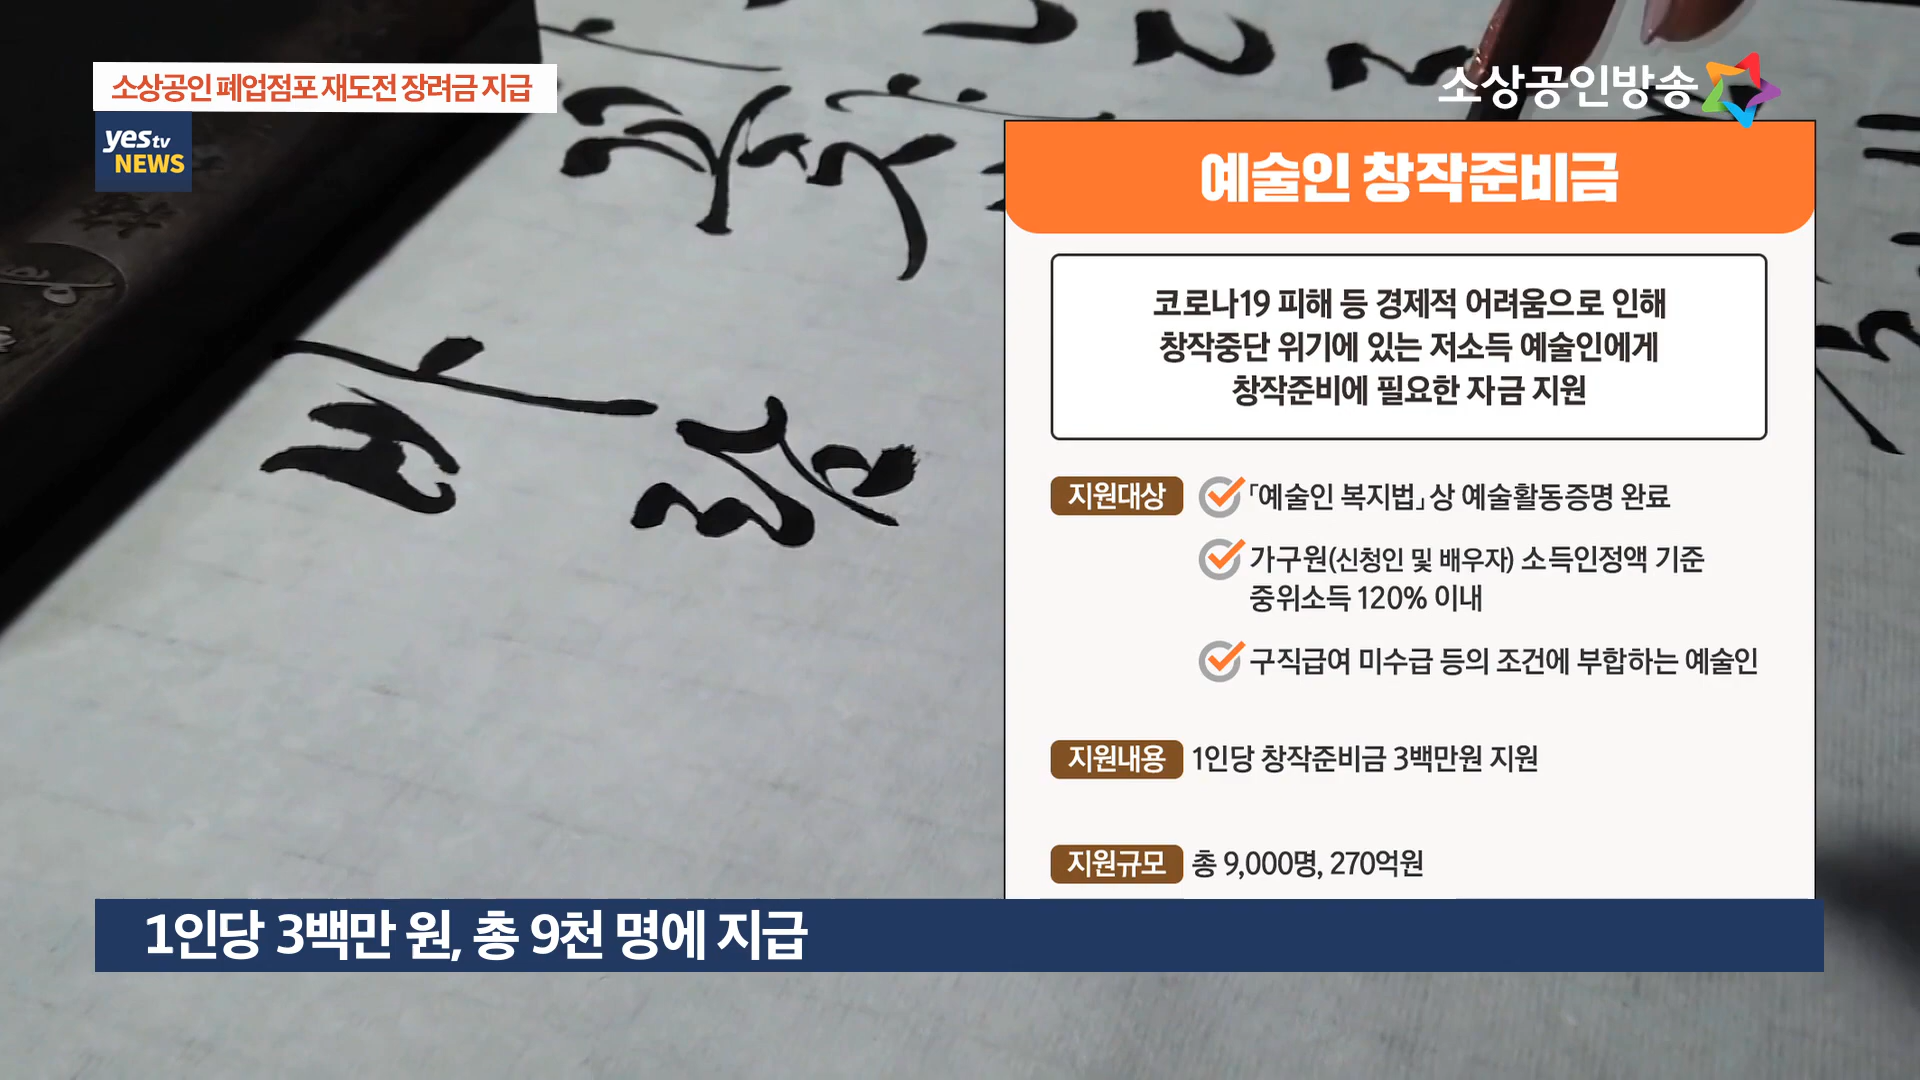 소상공인 폐업점포 재도전 장려금 지급
yes tv
NEWS
소상공인방송
예술인 창작준비금
코로나19 피해 등 경제적 어려움으로 인해
창작중단 위기에 있는 저소득 예술인에게
창작준비에 필요한 자금 지원
지원대상 「예술인 복지법」상 예술활동증명 완료
가구원(신청인 및 배우자) 소득인정액 기준
중위소득 120% 이내
구직급여 미수급 등의 조건에 부합하는 예술인
지원내용 1인당 창작준비금 3백만원 지원
지원규모 총 9,000명, 270억원
1인당 3백만 원, 총 9천 명에 지급
바람